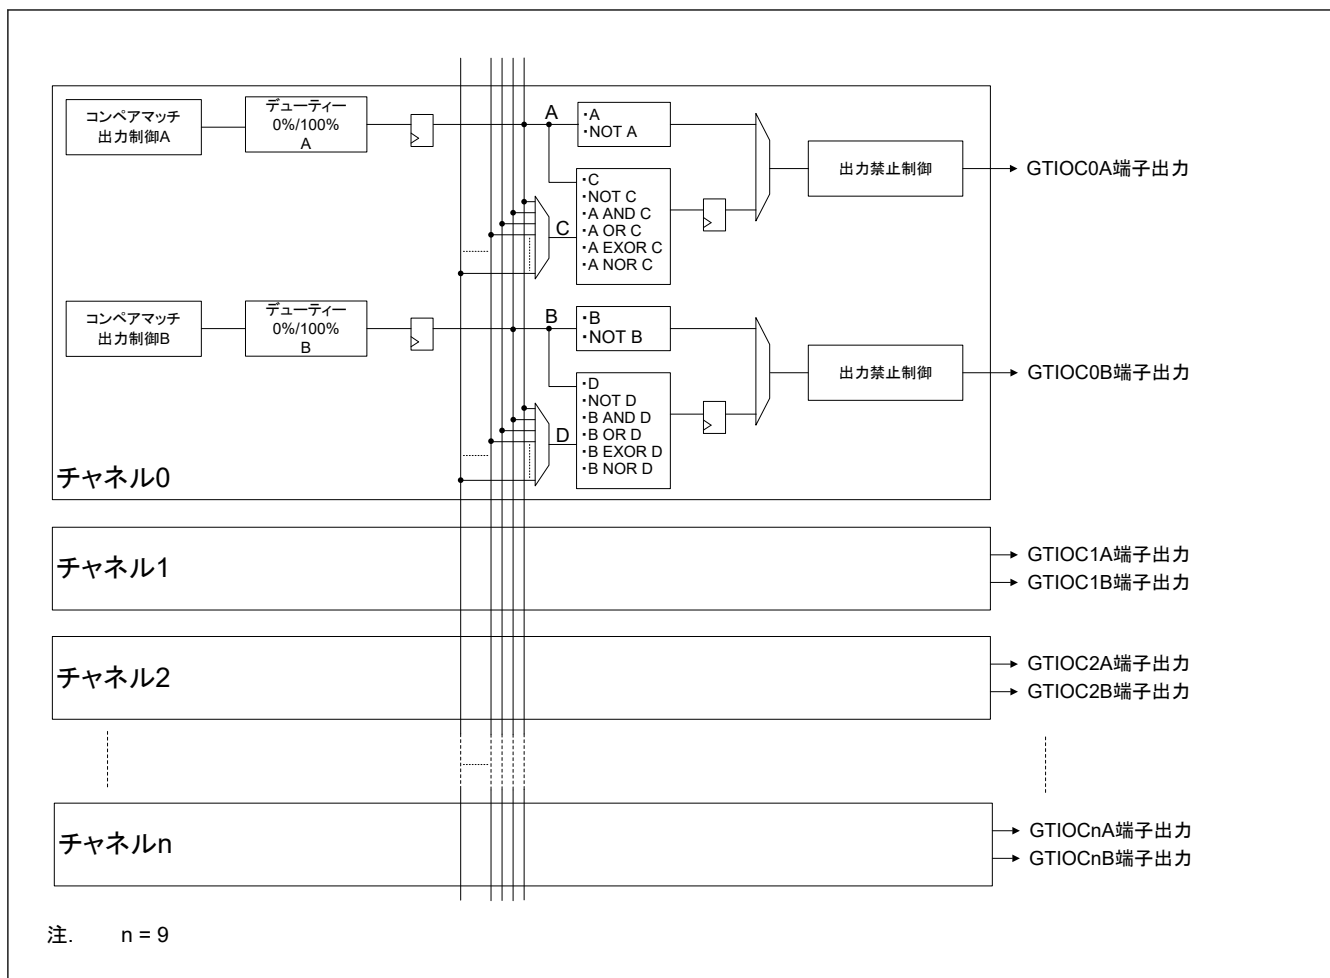 コンペアマッチ
出力制御A
デューティー
0%/100%
A
A
・A
・NOT A
出力禁止制御
GTIOC0A端子出力
C
・C
・NOT C
・A AND C
・A OR C
・A EXOR C
・A NOR C
コンペアマッチ
出力制御B
デューティー
0%/100%
B
B
・B
・NOT B
出力禁止制御
GTIOC0B端子出力
D
・D
・NOT D
・B AND D
・B OR D
・B EXOR D
・B NOR D
チャネル0
チャネル1
GTIOC1A端子出力
GTIOC1B端子出力
チャネル2
GTIOC2A端子出力
GTIOC2B端子出力
チャネルn
GTIOCnA端子出力
GTIOCnB端子出力
注. n = 9